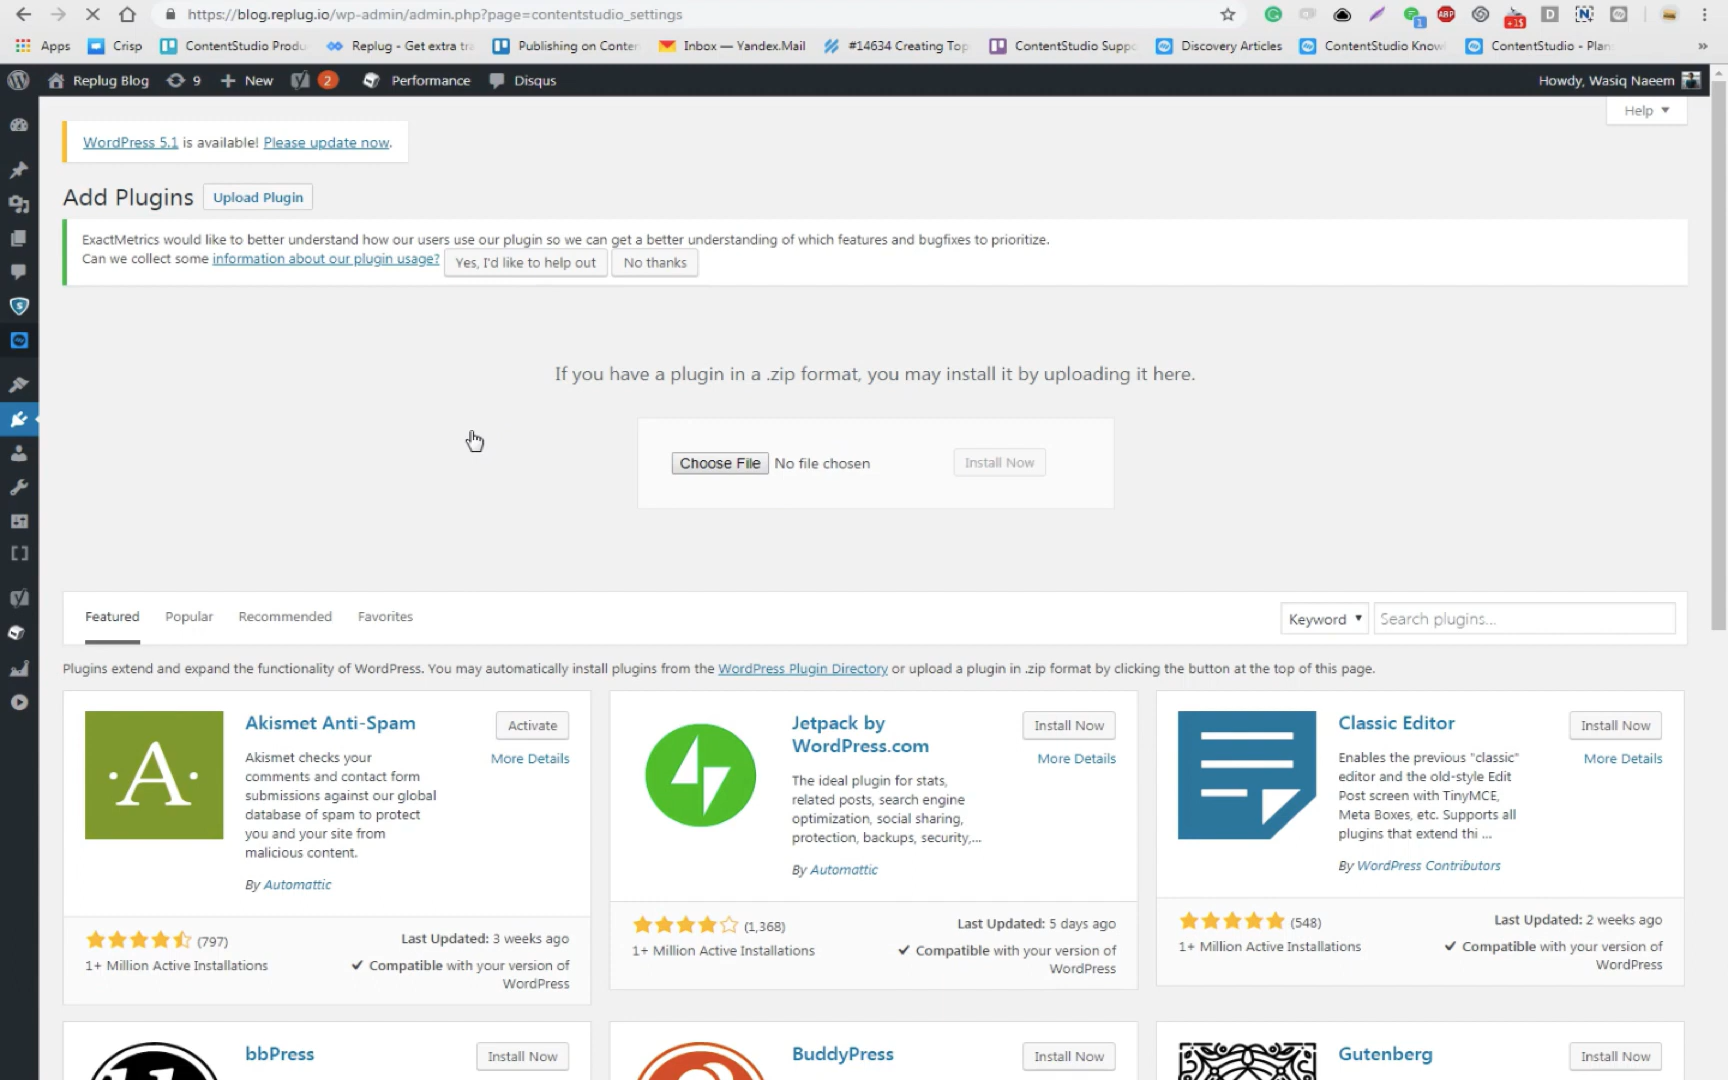 https://blog.replug.io/wp-admin/admin.php?page=contentstudio_settings
Apps Crisp ContentStudio Produ Replug - Get extra tra Publishing on Conten Inbox — Yandex.Mail #14634 Creating Top ContentStudio Suppo Discovery Articles ContentStudio Knowl ContentStudio - Plan »
Replug Blog 9 New 2 Performance Disqus Howdy, Wasiq Naeem
Help
WordPress 5.1 is available! Please update now.
Add Plugins Upload Plugin
ExactMetrics would like to better understand how our users use our plugin so we can get a better understanding of which features and bugfixes to prioritize.
Can we collect some information about our plugin usage? Yes, I'd like to help out No thanks
If you have a plugin in a .zip format, you may install it by uploading it here.
Choose File No file chosen Install Now
Featured Popular Recommended Favorites Keyword Search plugins...
Plugins extend and expand the functionality of WordPress. You may automatically install plugins from the WordPress Plugin Directory or upload a plugin in .zip format by clicking the button at the top of this page.
Akismet Anti-Spam
Activate
More Details
Akismet checks your
comments and contact form
submissions against our global
database of spam to protect
you and your site from
malicious content.
By Automattic
(797)
Last Updated: 3 weeks ago
1+ Million Active Installations
Compatible with your version of
WordPress
Jetpack by
WordPress.com
Install Now
More Details
The ideal plugin for stats,
related posts, search engine
optimization, social sharing,
protection, backups, security,...
By Automattic
(1,368)
Last Updated: 5 days ago
1+ Million Active Installations
Compatible with your version of
WordPress
Classic Editor
Install Now
More Details
Enables the previous "classic"
editor and the old-style Edit
Post screen with TinyMCE,
Meta Boxes, etc. Supports all
plugins that extend thi ...
By WordPress Contributors
(548)
Last Updated: 2 weeks ago
1+ Million Active Installations
Compatible with your version of
WordPress
bbPress Install Now
BuddyPress Install Now
Gutenberg Install Now